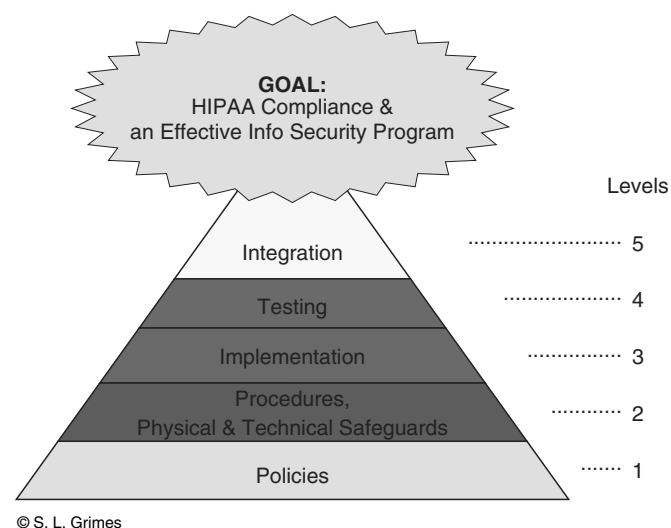 GOAL:
HIPAA Compliance &
an Effective Info Security Program
Levels
Integration ............................ 5
Testing ...................... 4
Implementation ................. 3
Procedures,
Physical & Technical Safeguards ............. 2
Policies ....... 1
© S. L. Grimes